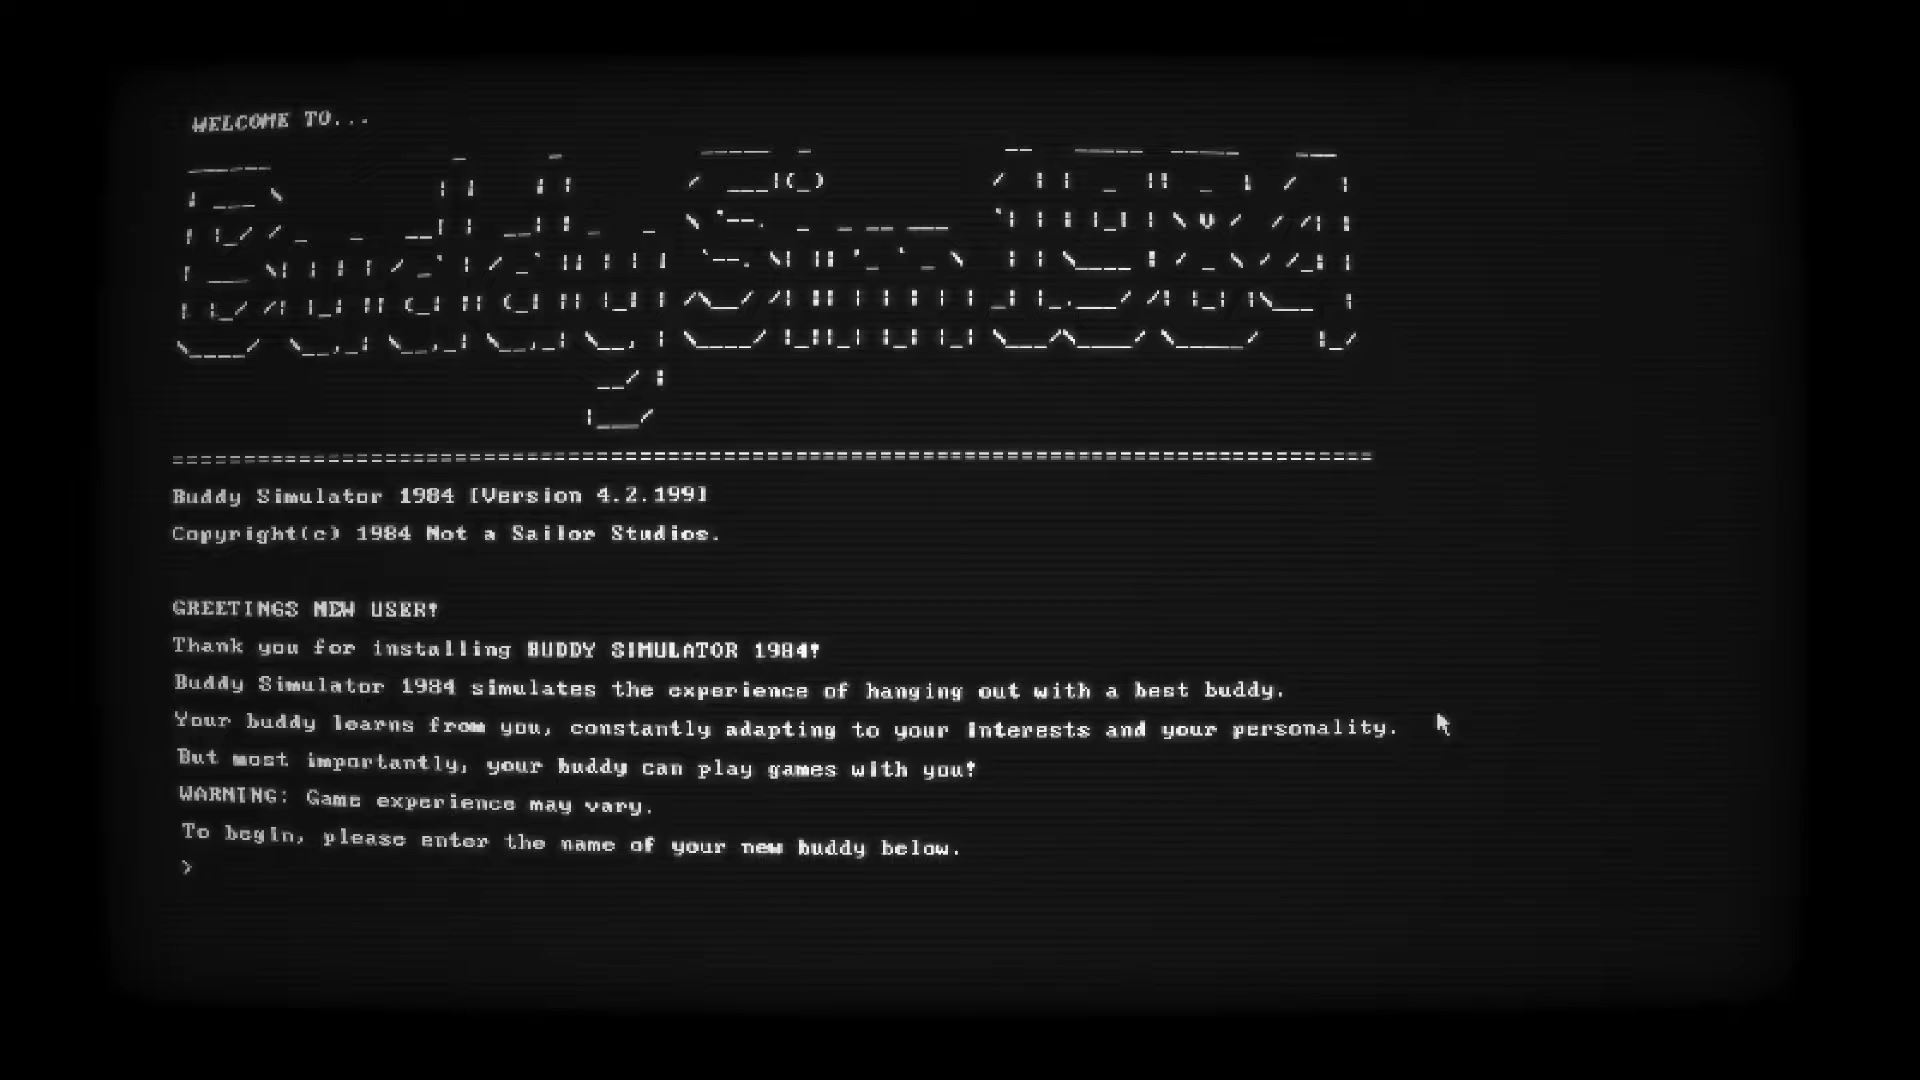 WELCOME TO...
BuddySim1984
Buddy Simulator 1984 [Version 4.2.199]
Copyright(c) 1984 Not a Sailor Studios.
GREETINGS NEW USER!
Thank you for installing BUDDY SIMULATOR 1984!
Buddy Simulator 1984 simulates the experience of hanging out with a best buddy.
Your buddy learns from you, constantly adapting to your interests and your personality.
But most importantly, your buddy can play games with you!
WARNING: Game experience may vary.
To begin, please enter the name of your new buddy below.
>